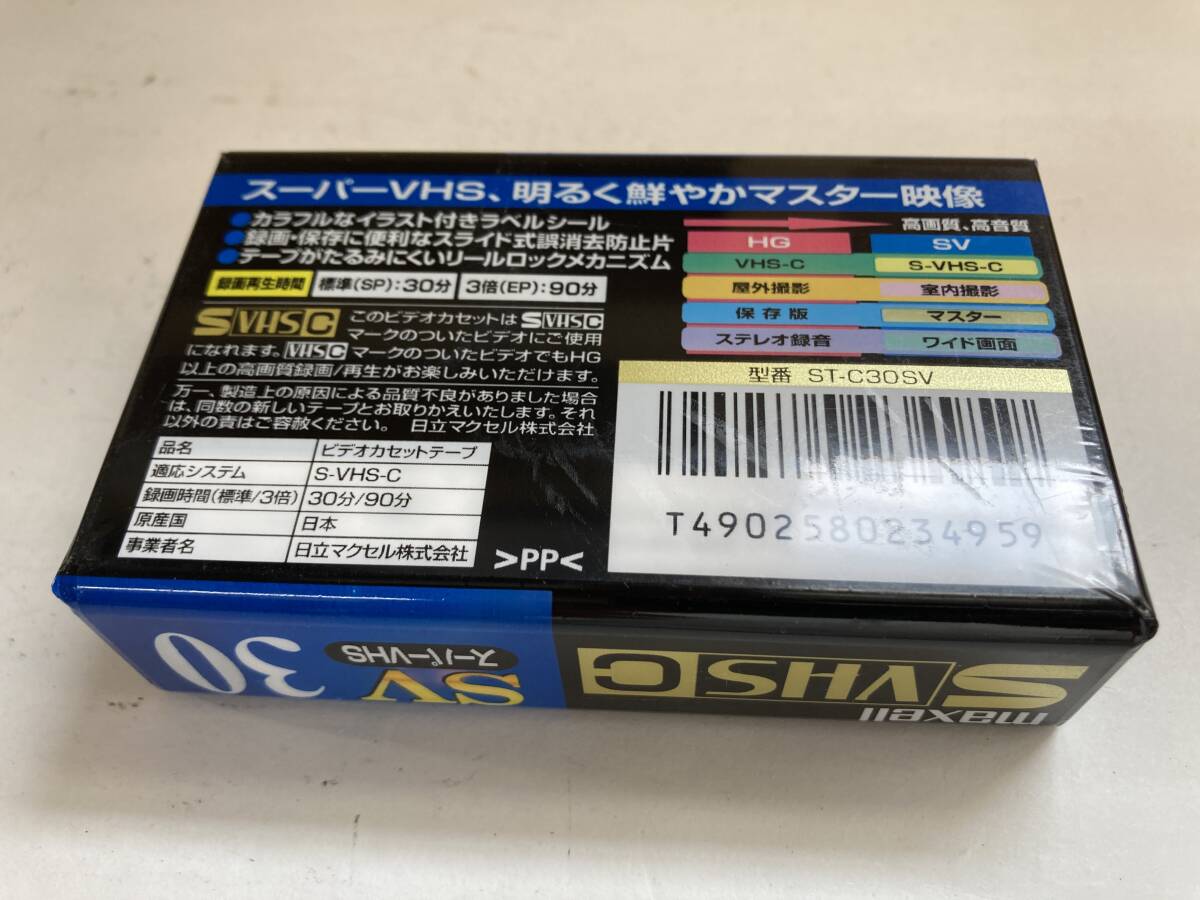 スーパーVHS、明るく鮮やかマスター映像
●カラフルなイラスト付きラベルシール
●録画・保存に便利なスライド式誤消去防止片
●テープがたるみにくいリールロックメカニズム
録画再生時間 標準(SP):30分 3倍(EP):90分
高画質、高音質
HG SV
VHS-C S-VHS-C
屋外撮影 室内撮影
保存版 マスター
ステレオ録音 ワイド画面
S VHS C このビデオカセットは S VHS C
マークのついたビデオにご使用
になれます。VHS C マークのついたビデオでもHG
以上の高画質録画/再生がお楽しみいただけます。
万一、製造上の原因による品質不良がありました場合
は、同数の新しいテープとお取りかえいたします。それ
以外の責はご容赦ください。 日立マクセル株式会社
品名 ビデオカセットテープ
適応システム S-VHS-C
録画時間(標準/3倍) 30分/90分
原産国 日本
事業者名 日立マクセル株式会社
>PP<
型番 ST-C30SV
T4902580234959
maxell
S VHS C
SV
スーパーVHS
30